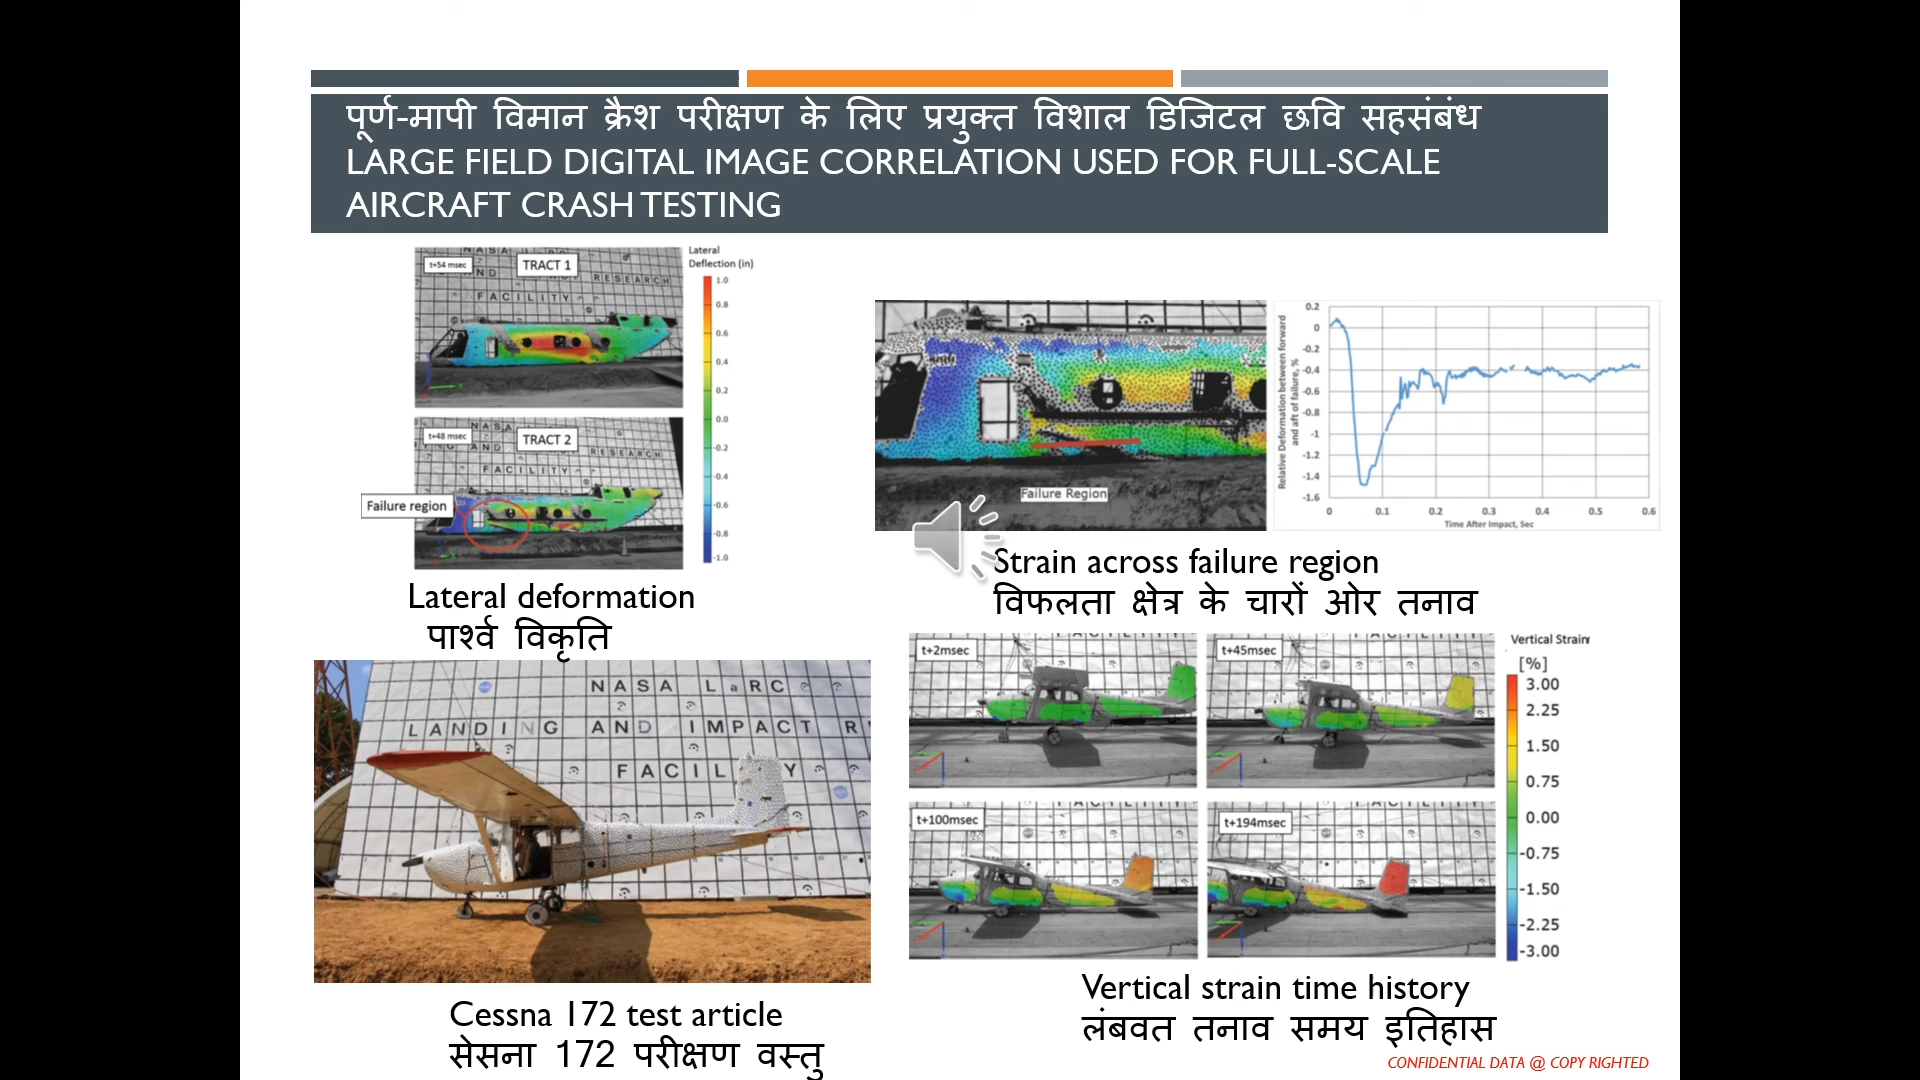 पूर्ण-मापी विमान क्रैश परीक्षण के लिए प्रयुक्त विशाल डिजिटल छवि सहसंबंध
LARGE FIELD DIGITAL IMAGE CORRELATION USED FOR FULL-SCALE
AIRCRAFT CRASH TESTING
t+54 msec
TRACT 1
RESEARCH
FACILITY
Lateral
Deflection (in)
1.0
0.8
0.6
0.4
0.2
0.0
-0.2
-0.4
-0.6
-0.8
-1.0
NASA
t+48 msec
AND
TRACT 2
RESEARCH
FACILITY
Failure region
Lateral deformation
पार्श्व विकृति
Failure Region
Relative Deformation between forward
and aft of failure, %
0.2
0
-0.2
-0.4
-0.6
-0.8
-1
-1.2
-1.4
-1.6
0 0.1 0.2 0.3 0.4 0.5 0.6
Time After Impact, Sec
Strain across failure region
विफलता क्षेत्र के चारों ओर तनाव
NASA LaRC
LANDING AND IMPACT R
FACIL Y
Cessna 172 test article
सेसना 172 परीक्षण वस्तु
t+2msec
t+45msec
t+100msec
t+194msec
Vertical Strain
[%]
3.00
2.25
1.50
0.75
0.00
-0.75
-1.50
-2.25
-3.00
Vertical strain time history
लंबवत तनाव समय इतिहास
CONFIDENTIAL DATA @ COPY RIGHTED